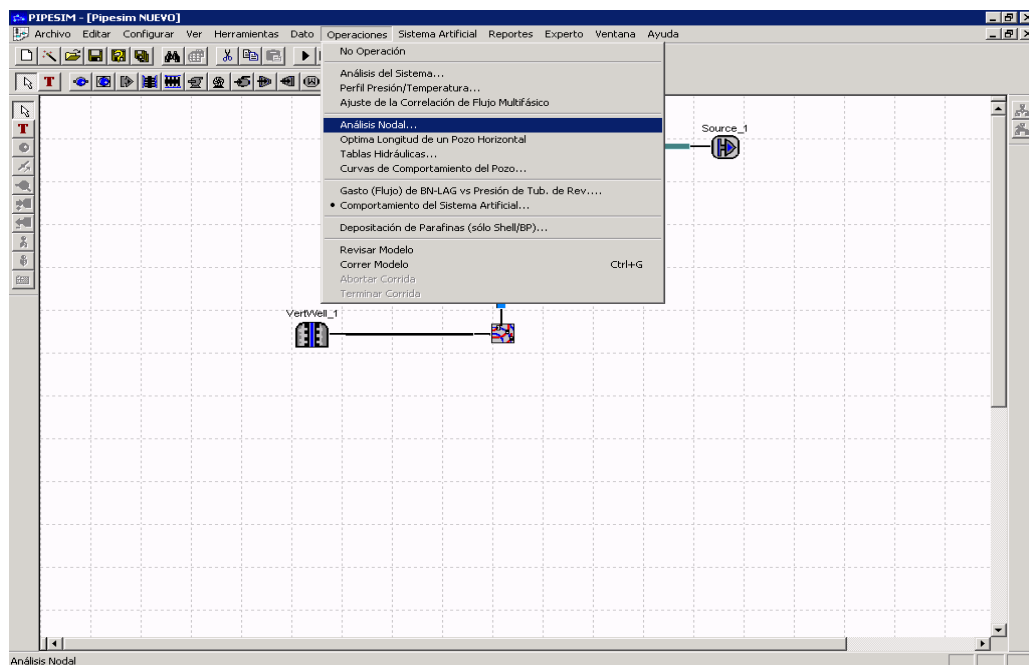 PIPESIM - [Pipesim NUEVO]
Archivo Editar Configurar Ver Herramientas Dato Operaciones Sistema Artificial Reportes Experto Ventana Ayuda
No Operación
Análisis del Sistema...
Perfil Presión/Temperatura...
Ajuste de la Correlación de Flujo Multifásico
Análisis Nodal...
Optima Longitud de un Pozo Horizontal
Tablas Hidráulicas...
Curvas de Comportamiento del Pozo...
Gasto (Flujo) de BN-LAG vs Presión de Tub. de Rev....
• Comportamiento del Sistema Artificial...
Depositación de Parafinas (sólo Shell/BP)...
Revisar Modelo
Correr Modelo Ctrl+G
Abortar Corrida
Terminar Corrida
T
T
Source_1
VertWell_1
Análisis Nodal